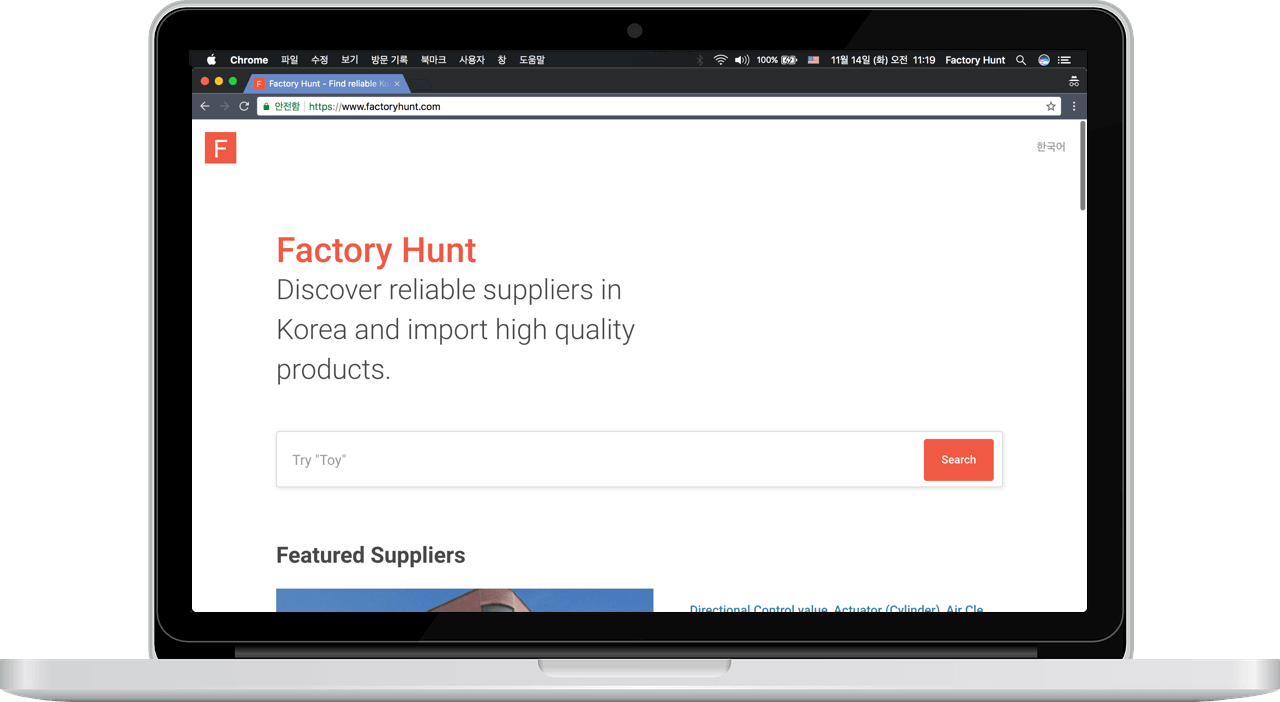 Chrome 파일 수정 보기 방문 기록 북마크 사용자 창 도움말 100% 11월 14일 (화) 오전 11:19 Factory Hunt
F Factory Hunt - Find reliable
안전함 https://www.factoryhunt.com
F
한국어
Factory Hunt
Discover reliable suppliers in
Korea and import high quality
products.
Try "Toy"
Search
Featured Suppliers
Directional Control value, Actuator (Cylinder), Air Cle